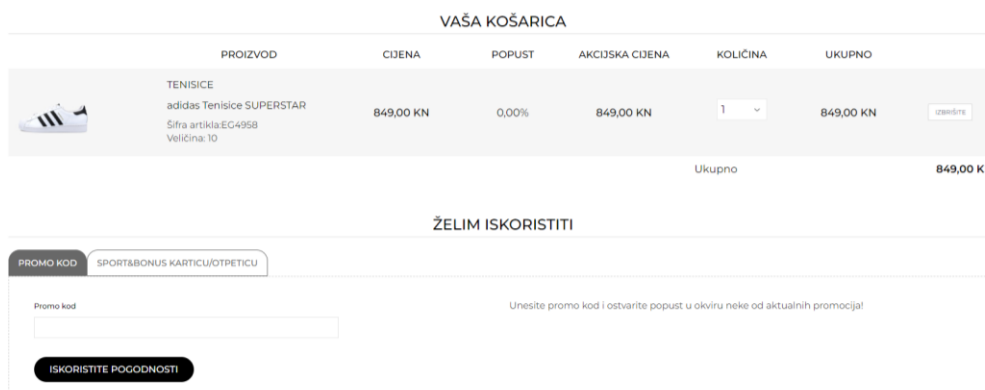 VAŠA KOŠARICA
PROIZVOD CIJENA POPUST AKCIJSKA CIJENA KOLIČINA UKUPNO
TENISICE
adidas Tenisice SUPERSTAR
Šifra artikla:EG4958
Veličina: 10
849,00 KN 0,00% 849,00 KN 1 849,00 KN IZBRIŠITE
Ukupno 849,00 K
ŽELIM ISKORISTITI
PROMO KOD SPORT&BONUS KARTICU/OTPETICU
Promo kod
Unesite promo kod i ostvarite popust u okviru neke od aktualnih promocija!
ISKORISTITE POGODNOSTI